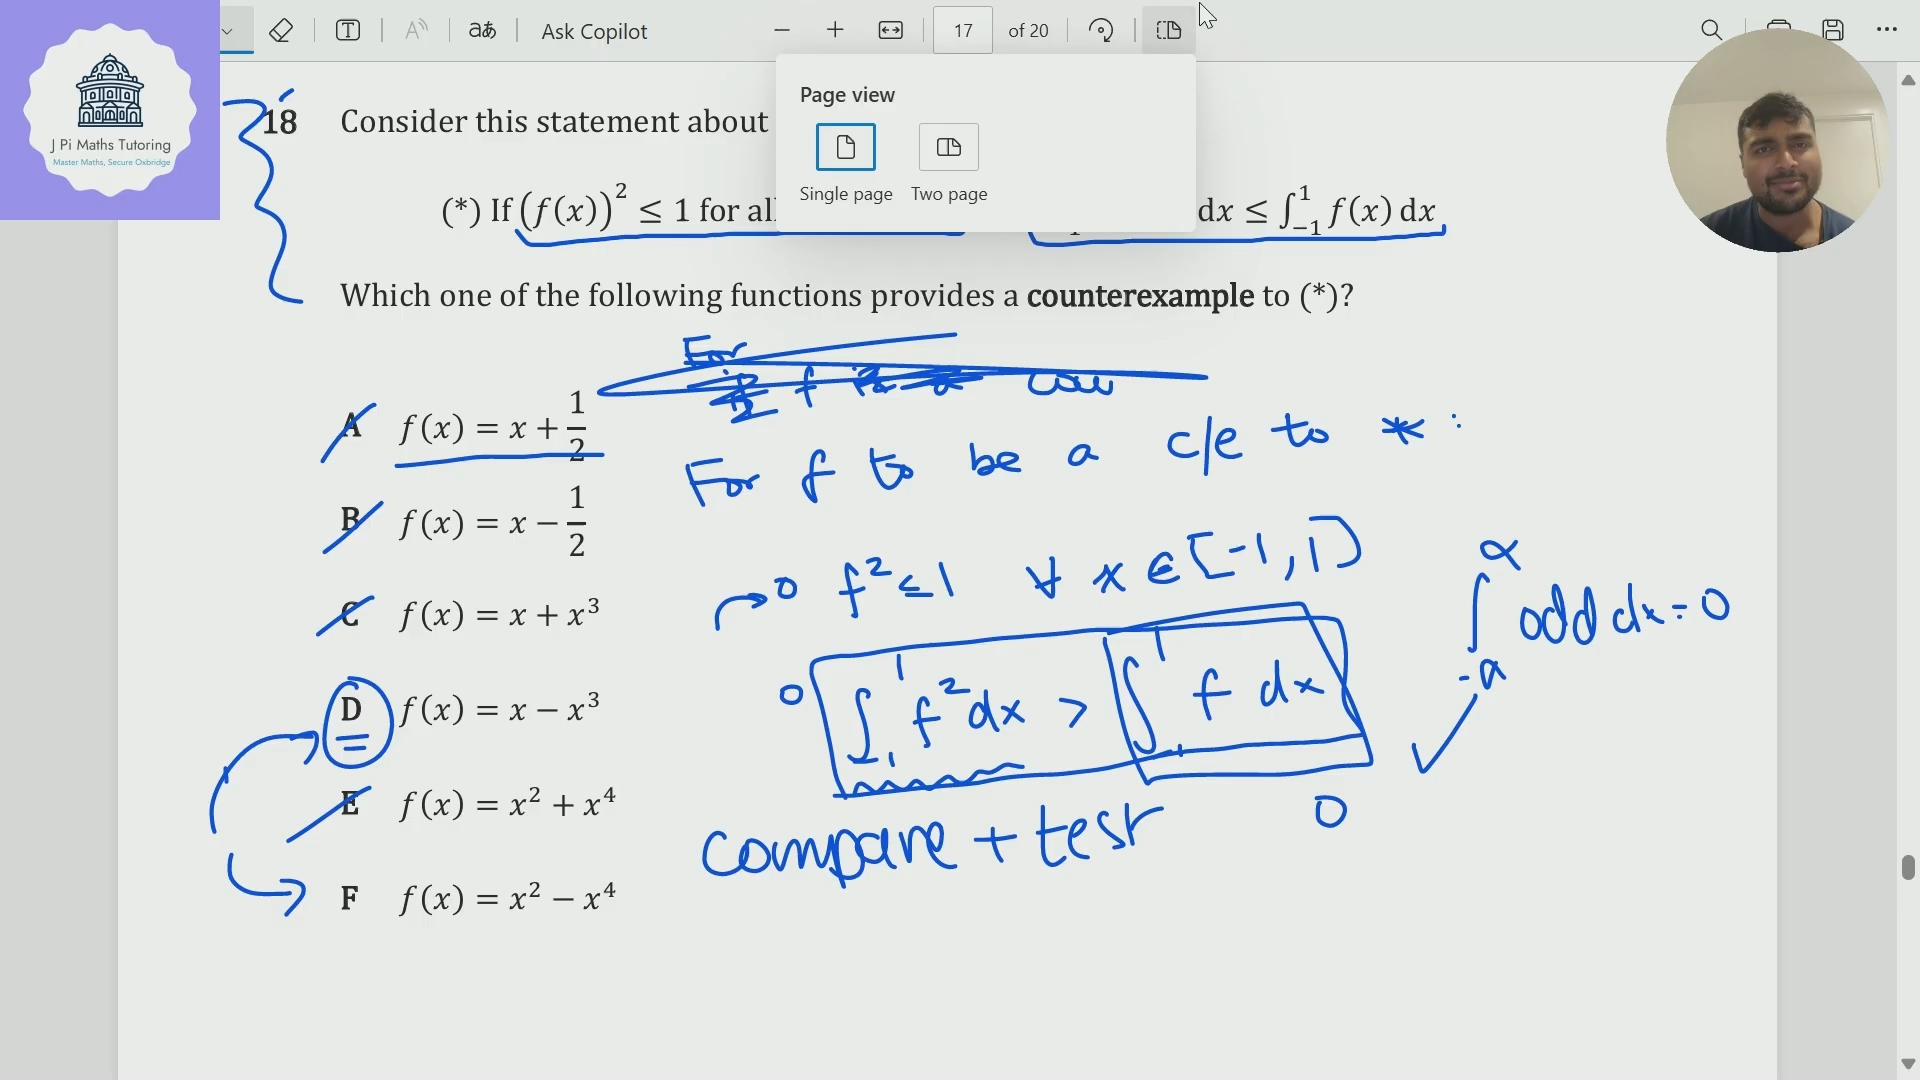 Ask Copilot
17 of 20
J Pi Maths Tutoring
Master Maths, Secure Oxbridge
Page view
Single page Two page
18 Consider this statement about
(*) If (f(x))² ≤ 1 for all
dx ≤ ∫₋₁¹ f(x) dx
Which one of the following functions provides a counterexample to (*)?
For
f
A f(x) = x + 1/2
For f to be a c/e to * :
B f(x) = x − 1/2
f² ≤ 1 ∀ x ∈ [-1, 1]
C f(x) = x + x³
∫₋ₐᵃ odd dx = 0
D f(x) = x − x³
∫₋₁¹ f² dx > ∫₋₁¹ f dx
0
E f(x) = x² + x⁴
compare + test
F f(x) = x² − x⁴